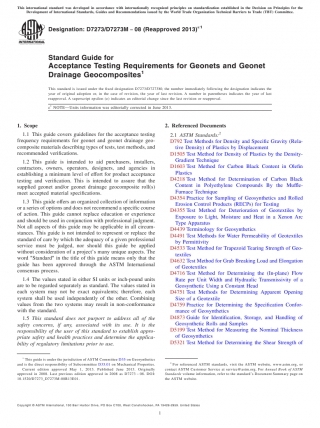 This international standard was developed in accordance with internationally recognized principles on standardization established in the Decision on Principles for the
Development of International Standards, Guides and Recommendations issued by the World Trade Organization Technical Barriers to Trade (TBT) Committee.
INTERNATIONAL
Designation: D7273/D7273M − 08 (Reapproved 2013)ε1
Standard Guide for
Acceptance Testing Requirements for Geonets and Geonet
Drainage Geocomposites1
This standard is issued under the fixed designation D7273/D7273M; the number immediately following the designation indicates the
year of original adoption or, in the case of revision, the year of last revision. A number in parentheses indicates the year of last
reapproval. A superscript epsilon (ε) indicates an editorial change since the last revision or reapproval.
ε1 NOTE—Units information was editorially corrected in June 2013.
1. Scope
1.1 This guide covers guidelines for the acceptance testing
frequency requirements for geonet and geonet drainage geo-
composite materials describing types of tests, test methods, and
recommended verifications.
1.2 This guide is intended to aid purchasers, installers,
contractors, owners, operators, designers, and agencies in
establishing a minimum level of effort for product acceptance
testing and verification. This is intended to assure that the
supplied geonet and/or geonet drainage geocomposite roll(s)
meet accepted material specifications.
1.3 This guide offers an organized collection of information
or a series of options and does not recommend a specific course
of action. This guide cannot replace education or experience
and should be used in conjunction with professional judgment.
Not all aspects of this guide may be applicable in all circum-
stances. This guide is not intended to represent or replace the
standard of care by which the adequacy of a given professional
service must be judged, nor should this guide be applied
without consideration of a project's many unique aspects. The
word "Standard" in the title of this guide means only that the
guide has been approved through the ASTM International
consensus process.
1.4 The values stated in either SI units or inch-pound units
are to be regarded separately as standard. The values stated in
each system may not be exact equivalents; therefore, each
system shall be used independently of the other. Combining
values from the two systems may result in non-conformance
with the standard.
1.5 This standard does not purport to address all of the
safety concerns, if any, associated with its use. It is the
responsibility of the user of this standard to establish appro-
priate safety and health practices and determine the applica-
bility of regulatory limitations prior to use.
1 This guide is under the jurisdiction of ASTM Committee D35 on Geosynthetics
and is the direct responsibility of Subcommittee D35.01 on Mechanical Properties.
Current edition approved May 1, 2013. Published June 2013. Originally
approved in 2008. Last previous edition approved in 2008 as D7273 – 08. DOI:
10.1520/D7273_D7273M-08R13E01.
2. Referenced Documents
2.1 ASTM Standards:2
D792 Test Methods for Density and Specific Gravity (Rela-
tive Density) of Plastics by Displacement
D1505 Test Method for Density of Plastics by the Density-
Gradient Technique
D1603 Test Method for Carbon Black Content in Olefin
Plastics
D4218 Test Method for Determination of Carbon Black
Content in Polyethylene Compounds By the Muffle-
Furnace Technique
D4354 Practice for Sampling of Geosynthetics and Rolled
Erosion Control Products (RECPs) for Testing
D4355 Test Method for Deterioration of Geotextiles by
Exposure to Light, Moisture and Heat in a Xenon Arc
Type Apparatus
D4439 Terminology for Geosynthetics
D4491 Test Methods for Water Permeability of Geotextiles
by Permittivity
D4533 Test Method for Trapezoid Tearing Strength of Geo-
textiles
D4632 Test Method for Grab Breaking Load and Elongation
of Geotextiles
D4716 Test Method for Determining the (In-plane) Flow
Rate per Unit Width and Hydraulic Transmissivity of a
Geosynthetic Using a Constant Head
D4751 Test Methods for Determining Apparent Opening
Size of a Geotextile
D4759 Practice for Determining the Specification Confor-
mance of Geosynthetics
D4873 Guide for Identification, Storage, and Handling of
Geosynthetic Rolls and Samples
D5199 Test Method for Measuring the Nominal Thickness
of Geosynthetics
D5321 Test Method for Determining the Shear Strength of
2 For referenced ASTM standards, visit the ASTM website, www.astm.org, or
contact ASTM Customer Service at service@astm.org. For Annual Book of ASTM
Standards volume information, refer to the standard's Document Summary page on
the ASTM website.
Copyright © ASTM International, 100 Barr Harbor Drive, PO Box C700, West Conshohocken, PA 19428-2959. United States
1